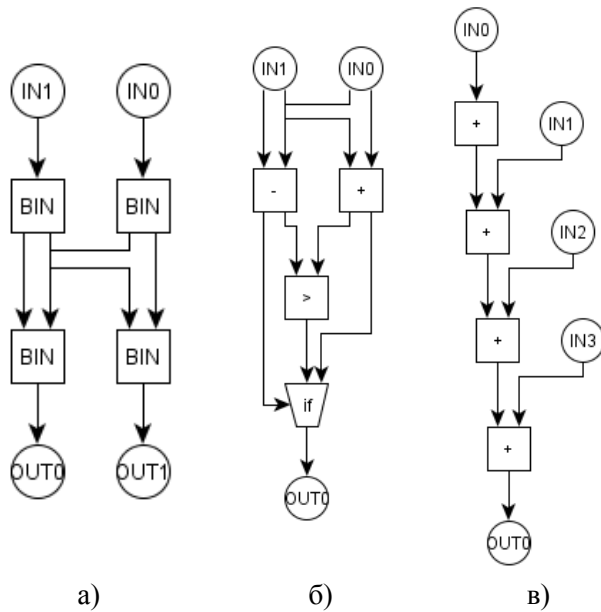 IN1 IN0
BIN BIN
BIN BIN
OUT0 OUT1
а)
IN1 IN0
- +
>
if
OUT0
б)
IN0
+
IN1
+
IN2
+
IN3
+
OUT0
в)